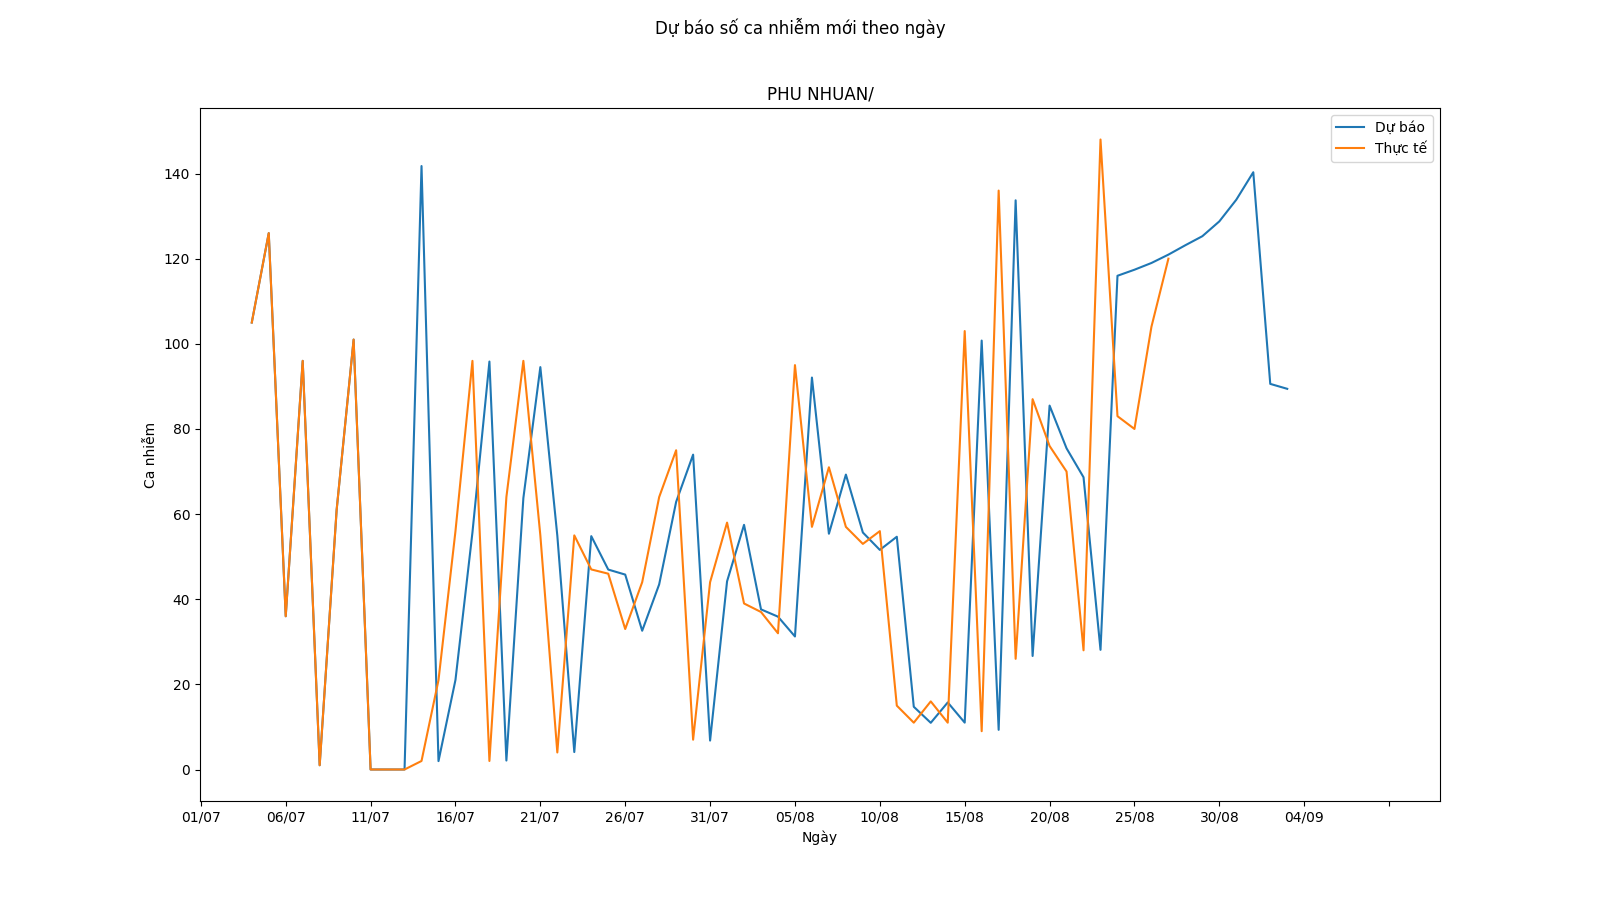 Dự báo số ca nhiễm mới theo ngày
PHU NHUAN/
Dự báo
Thực tế
140
120
100
80
60
40
20
0
Ca nhiễm
01/07 06/07 11/07 16/07 21/07 26/07 31/07 05/08 10/08 15/08 20/08 25/08 30/08 04/09
Ngày